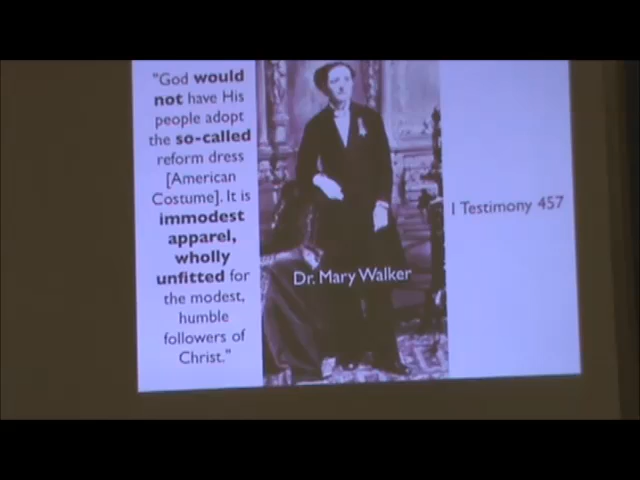 "God would
not have His
people adopt
the so-called
reform dress
[American
Costume]. It is
immodest
apparel,
wholly
unfitted for
the modest,
humble
followers of
Christ."
Dr. Mary Walker
1 Testimony 457